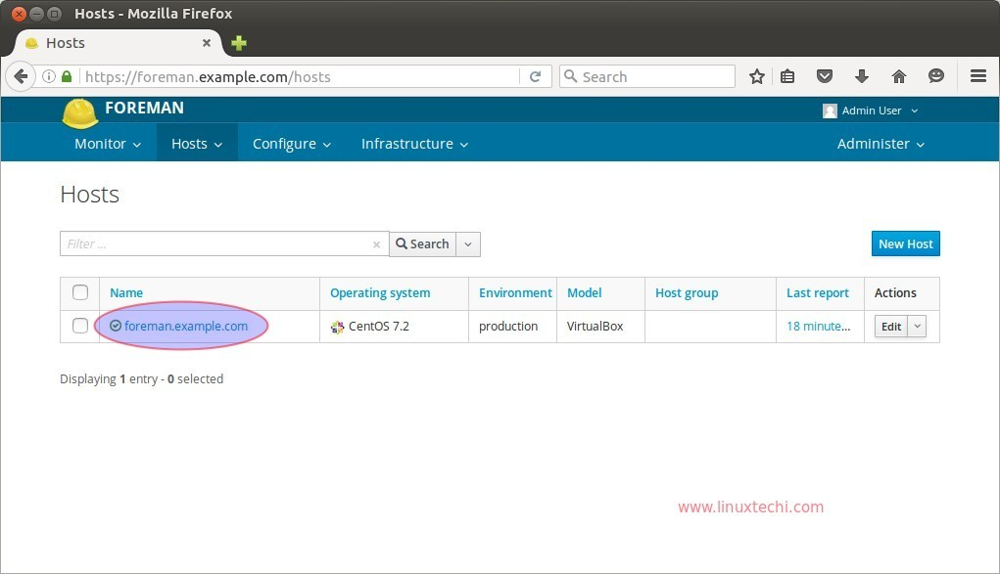 Hosts - Mozilla Firefox
Hosts
https://foreman.example.com/hosts
Search
FOREMAN
Admin User
Monitor Hosts Configure Infrastructure Administer
Hosts
Filter ...
Search
New Host
Name Operating system Environment Model Host group Last report Actions
foreman.example.com CentOS 7.2 production VirtualBox 18 minute... Edit
Displaying 1 entry - 0 selected
www.linuxtechi.com